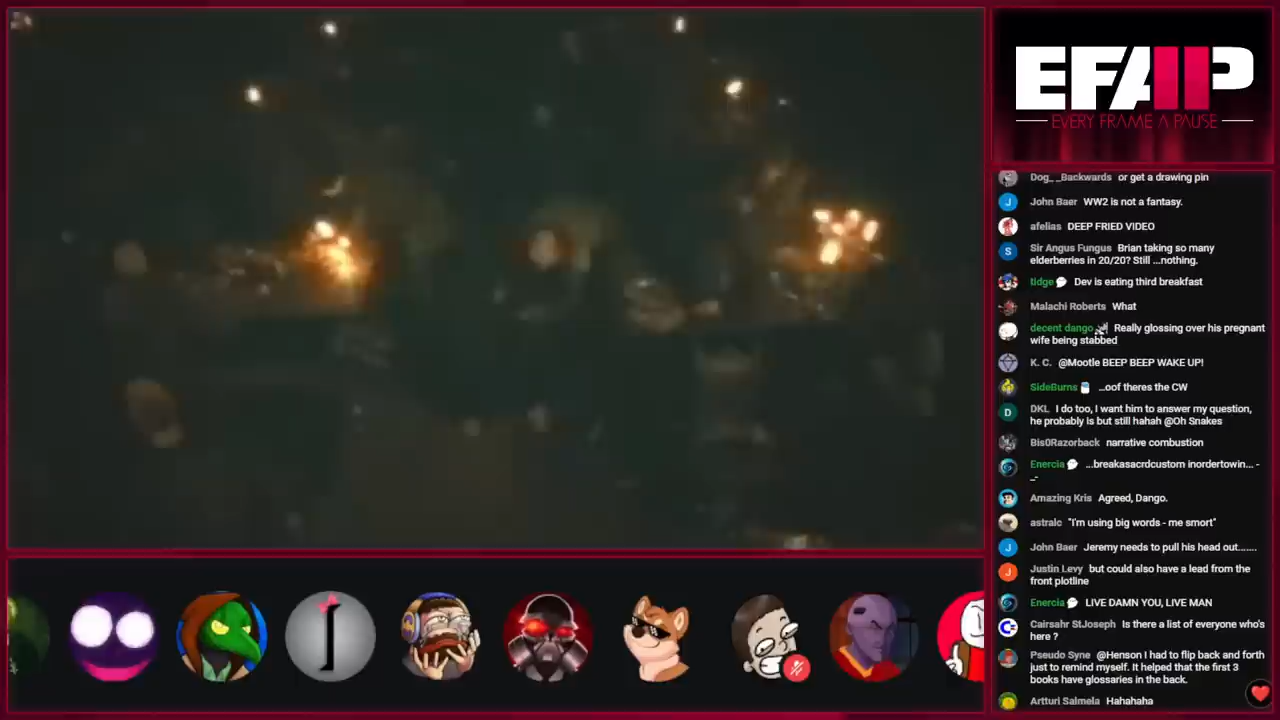 EFAP
EVERY FRAME A PAUSE
Dog__Backwards or get a drawing pin
John Baer WW2 is not a fantasy.
afelias DEEP FRIED VIDEO
Sir Angus Fungus Brian taking so many
elderberries in 20/20? Still ...nothing.
tidge Dev is eating third breakfast
Malachi Roberts What
decent dango Really glossing over his pregnant
wife being stabbed
K. C. @Mootle BEEP BEEP WAKE UP!
SideBurns ...oof theres the CW
DKL I do too, I want him to answer my question,
he probably is but still hahah @Oh Snakes
Bis0Razorback narrative combustion
Enercia ...breakasacrdcustom inordertowin... -
_-
Amazing Kris Agreed, Dango.
astralc "I'm using big words - me smort"
John Baer Jeremy needs to pull his head out.......
Justin Levy but could also have a lead from the
front plotline
Enercia LIVE DAMN YOU, LIVE MAN
Cairsahr StJoseph Is there a list of everyone who's
here ?
Pseudo Syne @Henson I had to flip back and forth
just to remind myself. It helped that the first 3
books have glossaries in the back.
Artturi Salmela Hahahaha